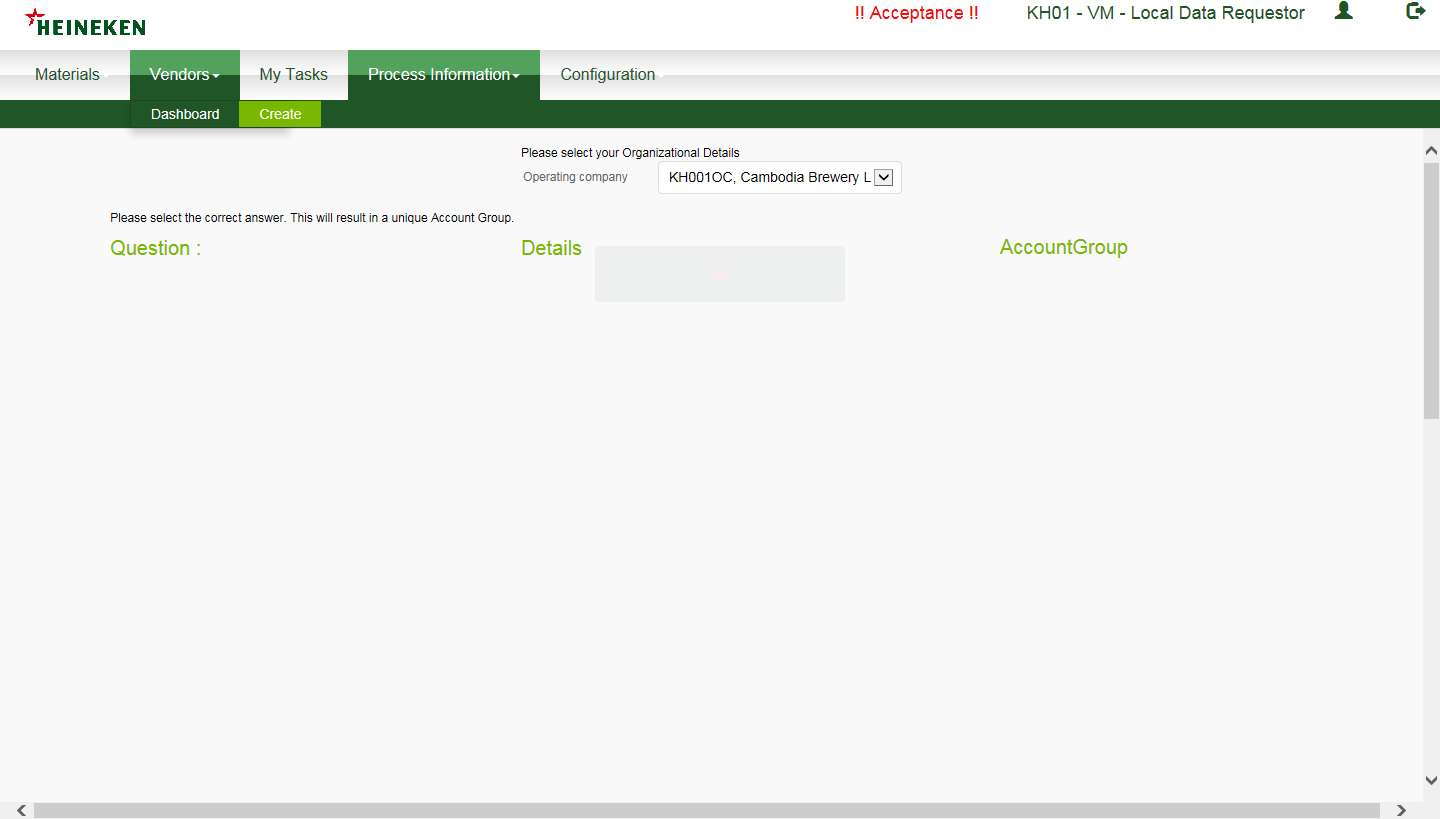 HEINEKEN
!! Acceptance !! KH01 - VM - Local Data Requestor
Materials Vendors My Tasks Process Information Configuration
Dashboard Create
Please select your Organizational Details
Operating company KH001OC, Cambodia Brewery L
Please select the correct answer. This will result in a unique Account Group.
Question : Details AccountGroup